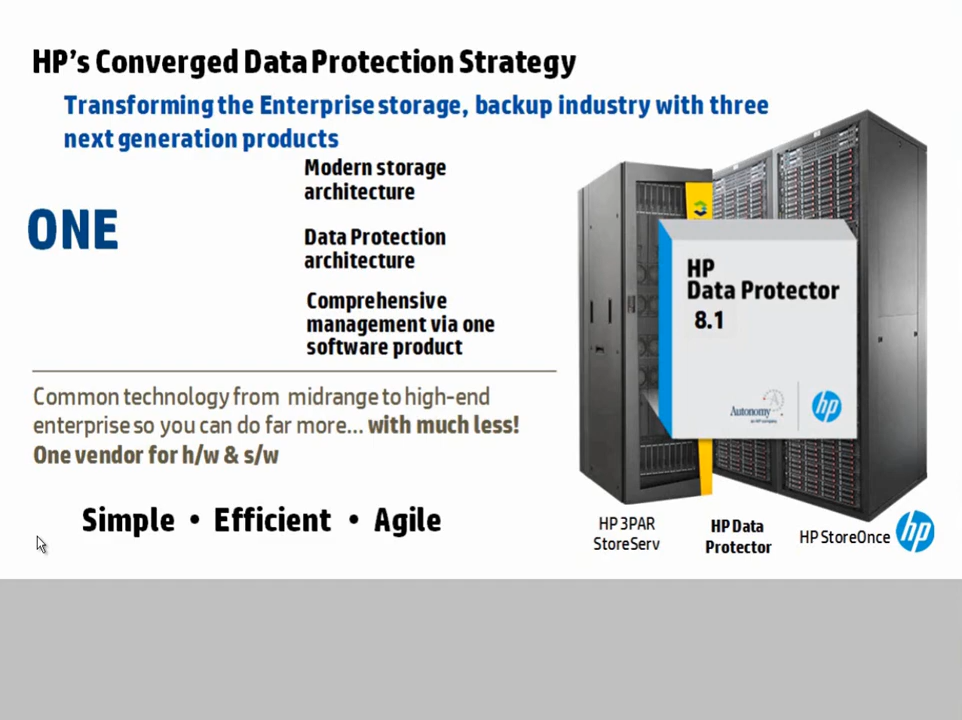 HP's Converged Data Protection Strategy
Transforming the Enterprise storage, backup industry with three
next generation products
ONE
Modern storage
architecture
Data Protection
architecture
Comprehensive
management via one
software product
Common technology from midrange to high-end
enterprise so you can do far more... with much less!
One vendor for h/w & s/w
Simple • Efficient • Agile
HP
Data Protector
8.1
Autonomy
an HP company
hp
HP 3PAR
StoreServ
HP Data
Protector
HP StoreOnce
hp